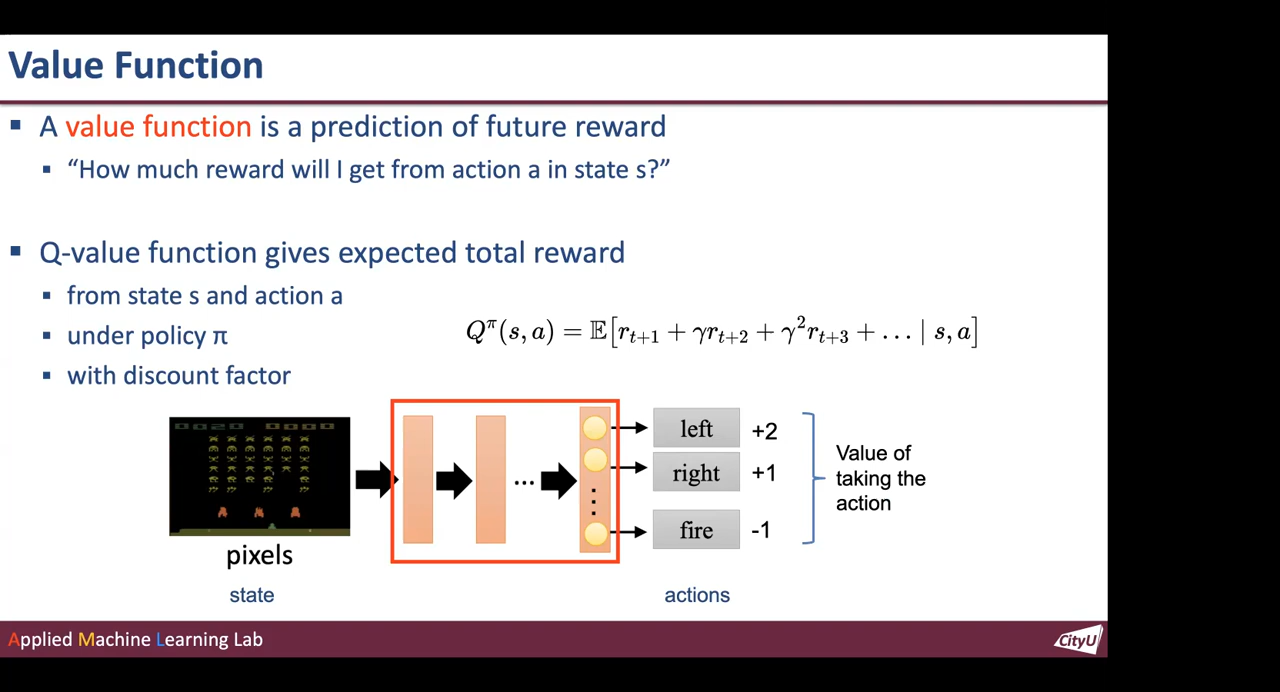 Value Function
▪ A value function is a prediction of future reward
▪ “How much reward will I get from action a in state s?”
▪ Q-value function gives expected total reward
▪ from state s and action a
▪ under policy π
▪ with discount factor
Q^π(s, a) = 𝔼[r_{t+1} + γr_{t+2} + γ^2 r_{t+3} + ... | s, a]
left +2
right +1
fire -1
...
Value of
taking the
action
pixels
state
actions
Applied Machine Learning Lab
CityU